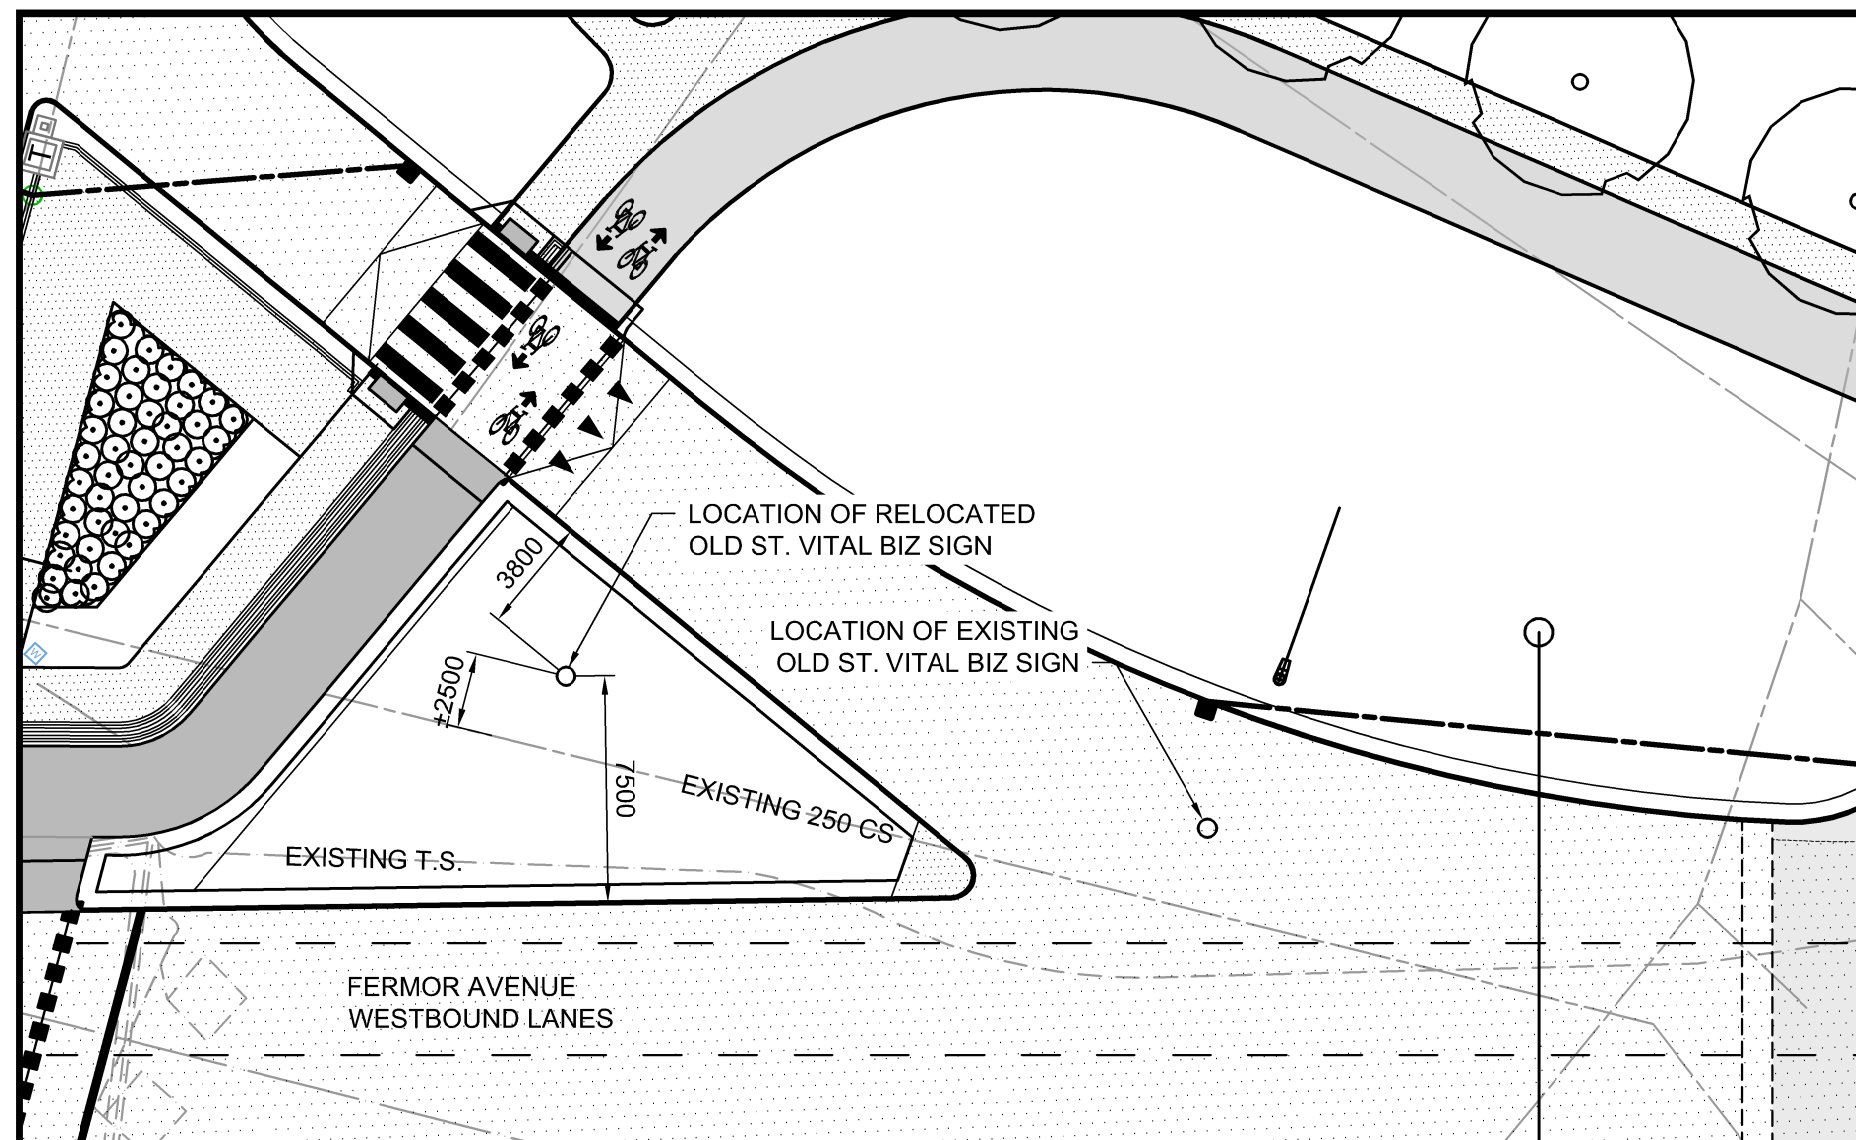 T
LOCATION OF RELOCATED
OLD ST. VITAL BIZ SIGN
3800
LOCATION OF EXISTING
OLD ST. VITAL BIZ SIGN
±2500
7500
W
EXISTING 250 CS
EXISTING T.S.
FERMOR AVENUE
WESTBOUND LANES